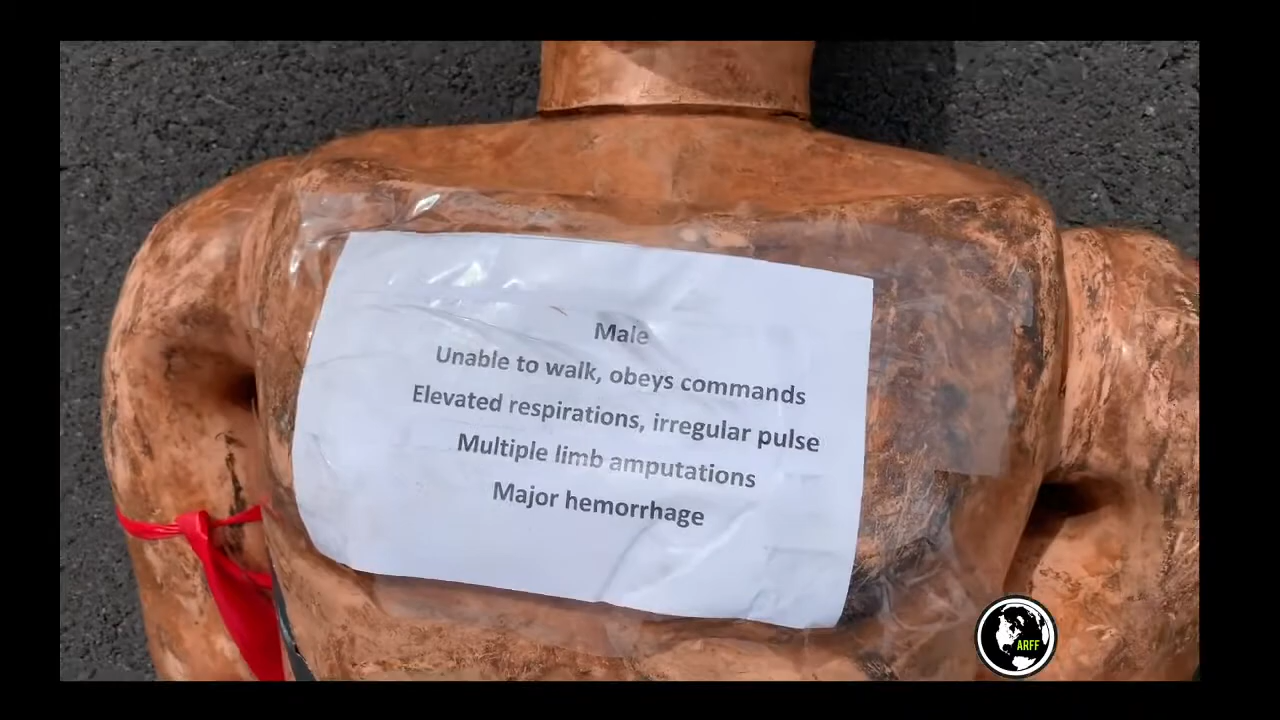 Male
Unable to walk, obeys commands
Elevated respirations, irregular pulse
Multiple limb amputations
Major hemorrhage
ARFF